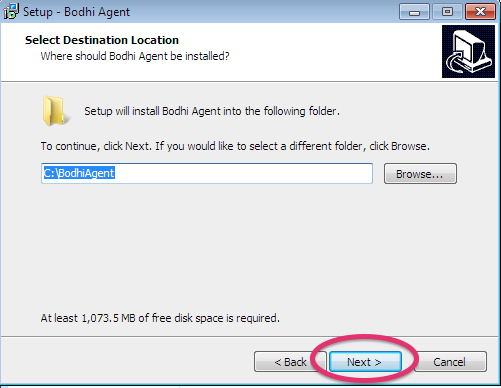 Setup - Bodhi Agent
Select Destination Location
Where should Bodhi Agent be installed?
Setup will install Bodhi Agent into the following folder.
To continue, click Next. If you would like to select a different folder, click Browse.
C:\BodhiAgent
Browse...
At least 1,073.5 MB of free disk space is required.
< Back
Next >
Cancel